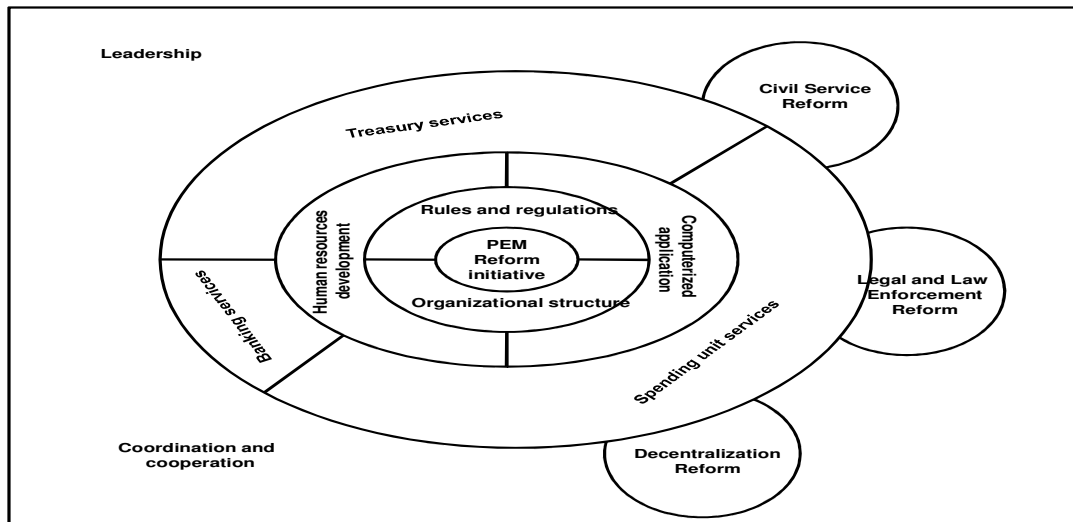 Leadership
Civil Service
Reform
Treasury services
Human resources
development
Rules and regulations
Computerized
application
PEM
Reform
initiative
Organizational structure
Legal and Law
Enforcement
Reform
Banking services
Spending unit services
Coordination and
cooperation
Decentralization
Reform